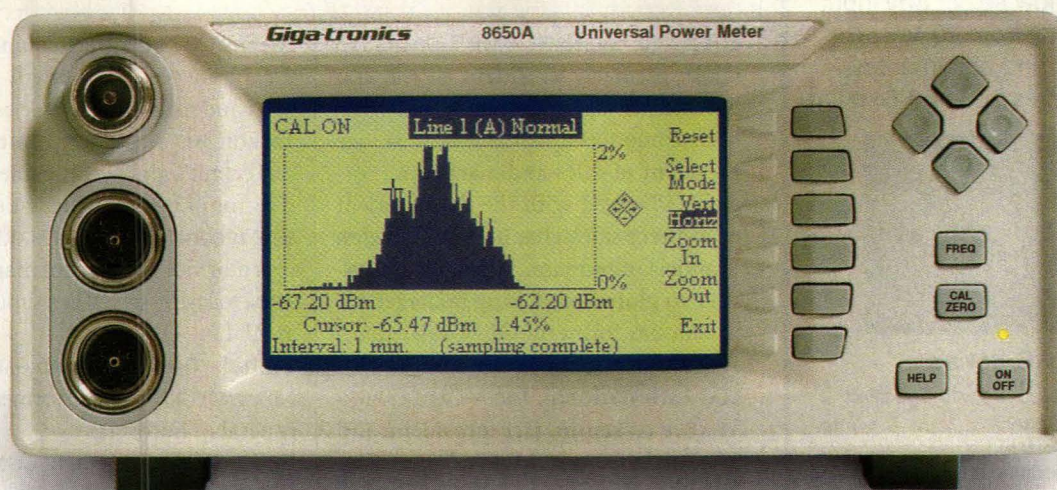 Giga-tronics 8650A Universal Power Meter
CAL ON Line 1 (A) Normal
Reset
2%
Select
Mode
Vert
Horiz
Zoom
In
Zoom
Out
0%
-67.20 dBm -62.20 dBm
Cursor: -65.47 dBm 1.45%
Exit
Interval: 1 min. (sampling complete)
FREQ
CAL
ZERO
HELP
ON
OFF